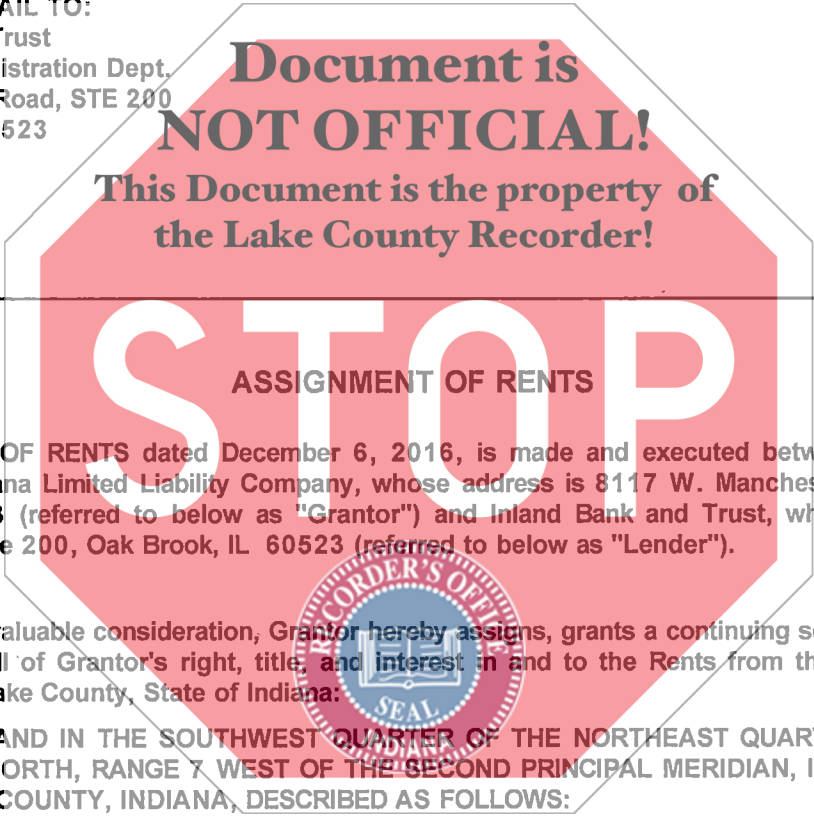 AIL TO:
Trust
istration Dept.
Road, STE 200
523
Document is
NOT OFFICIAL!
This Document is the property of
the Lake County Recorder!
STOP
ASSIGNMENT OF RENTS
OF RENTS dated December 6, 2016, is made and executed betw
na Limited Liability Company, whose address is 8117 W. Manches
(referred to below as "Grantor") and Inland Bank and Trust, wh
e 200, Oak Brook, IL 60523 (referred to below as "Lender").
RECORDER'S OFFICE
aluable consideration, Grantor hereby assigns, grants a continuing s
l of Grantor's right, title, and interest in and to the Rents from th
ake County, State of Indiana:
SEAL
INDIANA
AND IN THE SOUTHWEST QUARTER OF THE NORTHEAST QUAR
ORTH, RANGE 7 WEST OF THE SECOND PRINCIPAL MERIDIAN, I
COUNTY, INDIANA, DESCRIBED AS FOLLOWS: